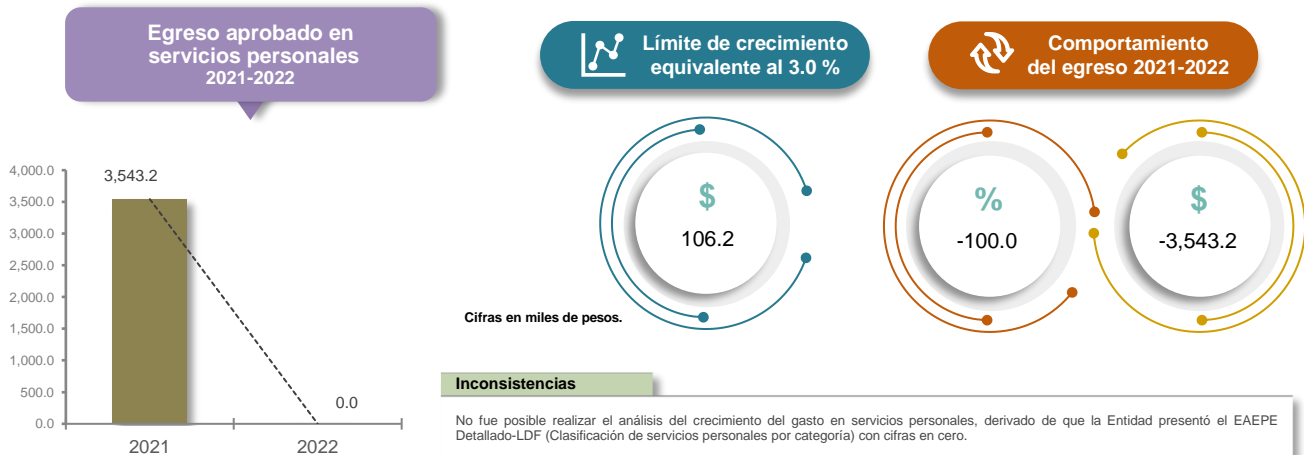 Egreso aprobado en
servicios personales
2021-2022
Límite de crecimiento
equivalente al 3.0 %
Comportamiento
del egreso 2021-2022
4,000.0
3,500.0
3,000.0
2,500.0
2,000.0
1,500.0
1,000.0
500.0
0.0
3,543.2
0.0
2021
2022
$
106.2
%
-100.0
$
-3,543.2
Cifras en miles de pesos.
Inconsistencias
No fue posible realizar el análisis del crecimiento del gasto en servicios personales, derivado de que la Entidad presentó el EAEPE
Detallado-LDF (Clasificación de servicios personales por categoría) con cifras en cero.